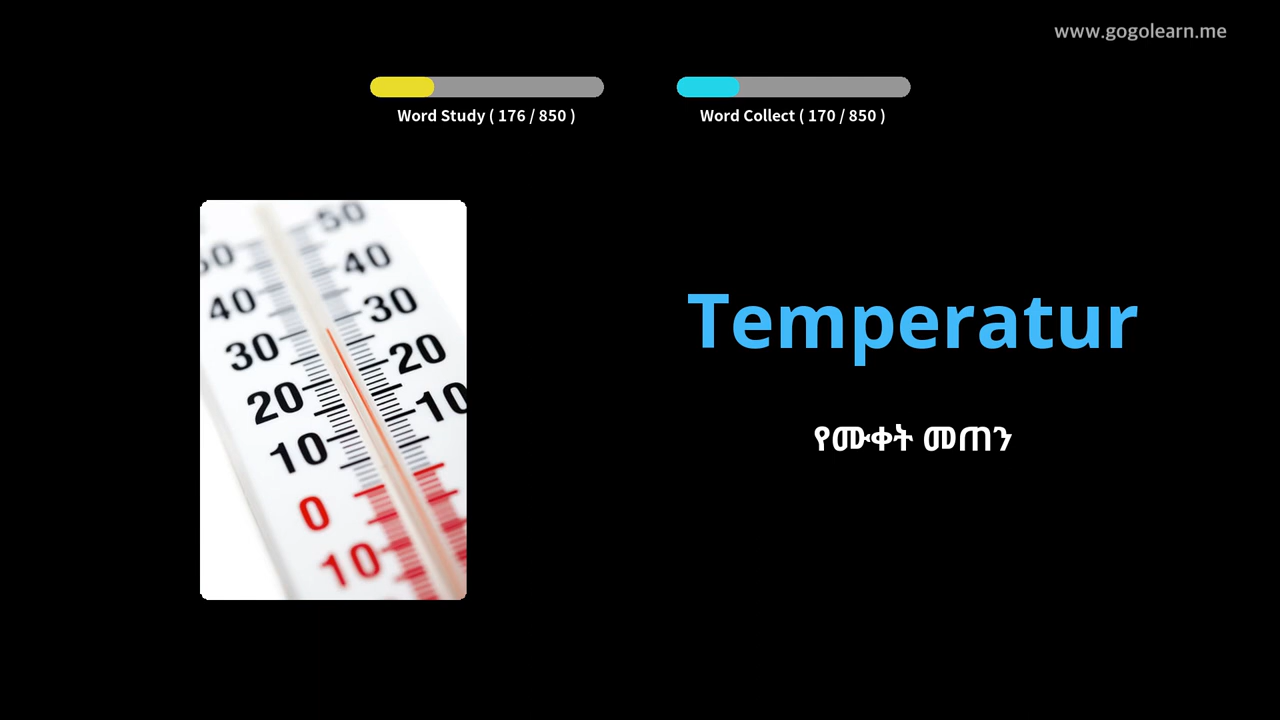 www.gogolearn.me
Word Study ( 176 / 850 )
Word Collect ( 170 / 850 )
50
50
40
40
30
30
20
20
10
10
0
10
Temperatur
የሙቀት መጠን